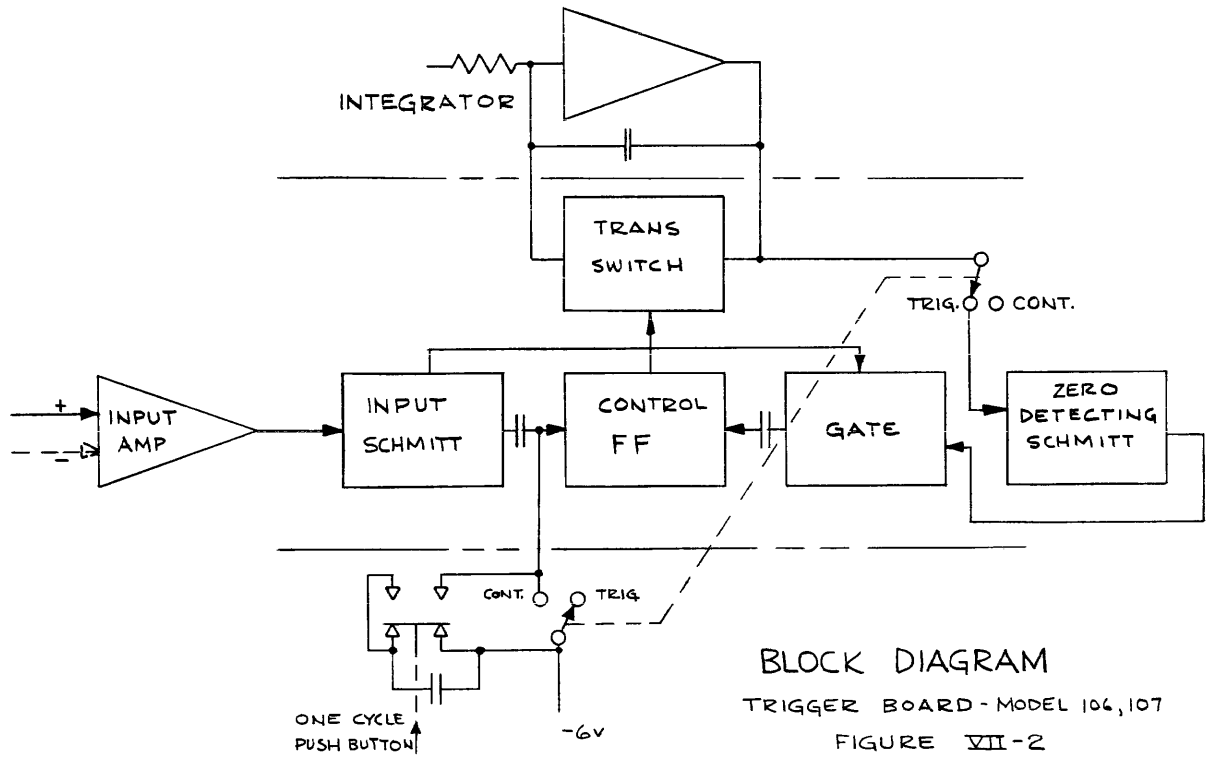 INTEGRATOR
TRANS
SWITCH
TRIG. CONT.
+
-
INPUT
AMP
INPUT
SCHMITT
CONTROL
FF
GATE
ZERO
DETECTING
SCHMITT
CONT. TRIG
-6V
ONE CYCLE
PUSH BUTTON
BLOCK DIAGRAM
TRIGGER BOARD - MODEL 106, 107
FIGURE VII-2